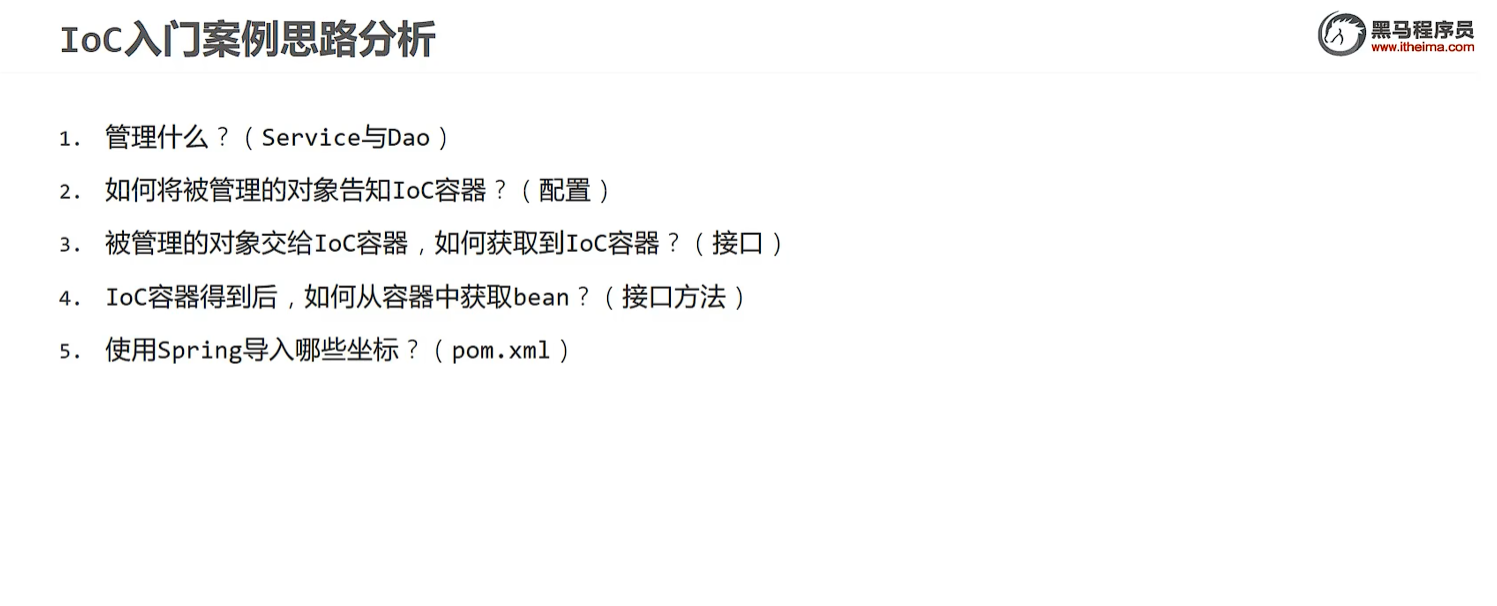 IoC入门案例思路分析
黑马程序员
www.itheima.com
1. 管理什么？（Service与Dao）
2. 如何将被管理的对象告知IoC容器？（配置）
3. 被管理的对象交给IoC容器，如何获取到IoC容器？（接口）
4. IoC容器得到后，如何从容器中获取bean？（接口方法）
5. 使用Spring导入哪些坐标？（pom.xml）